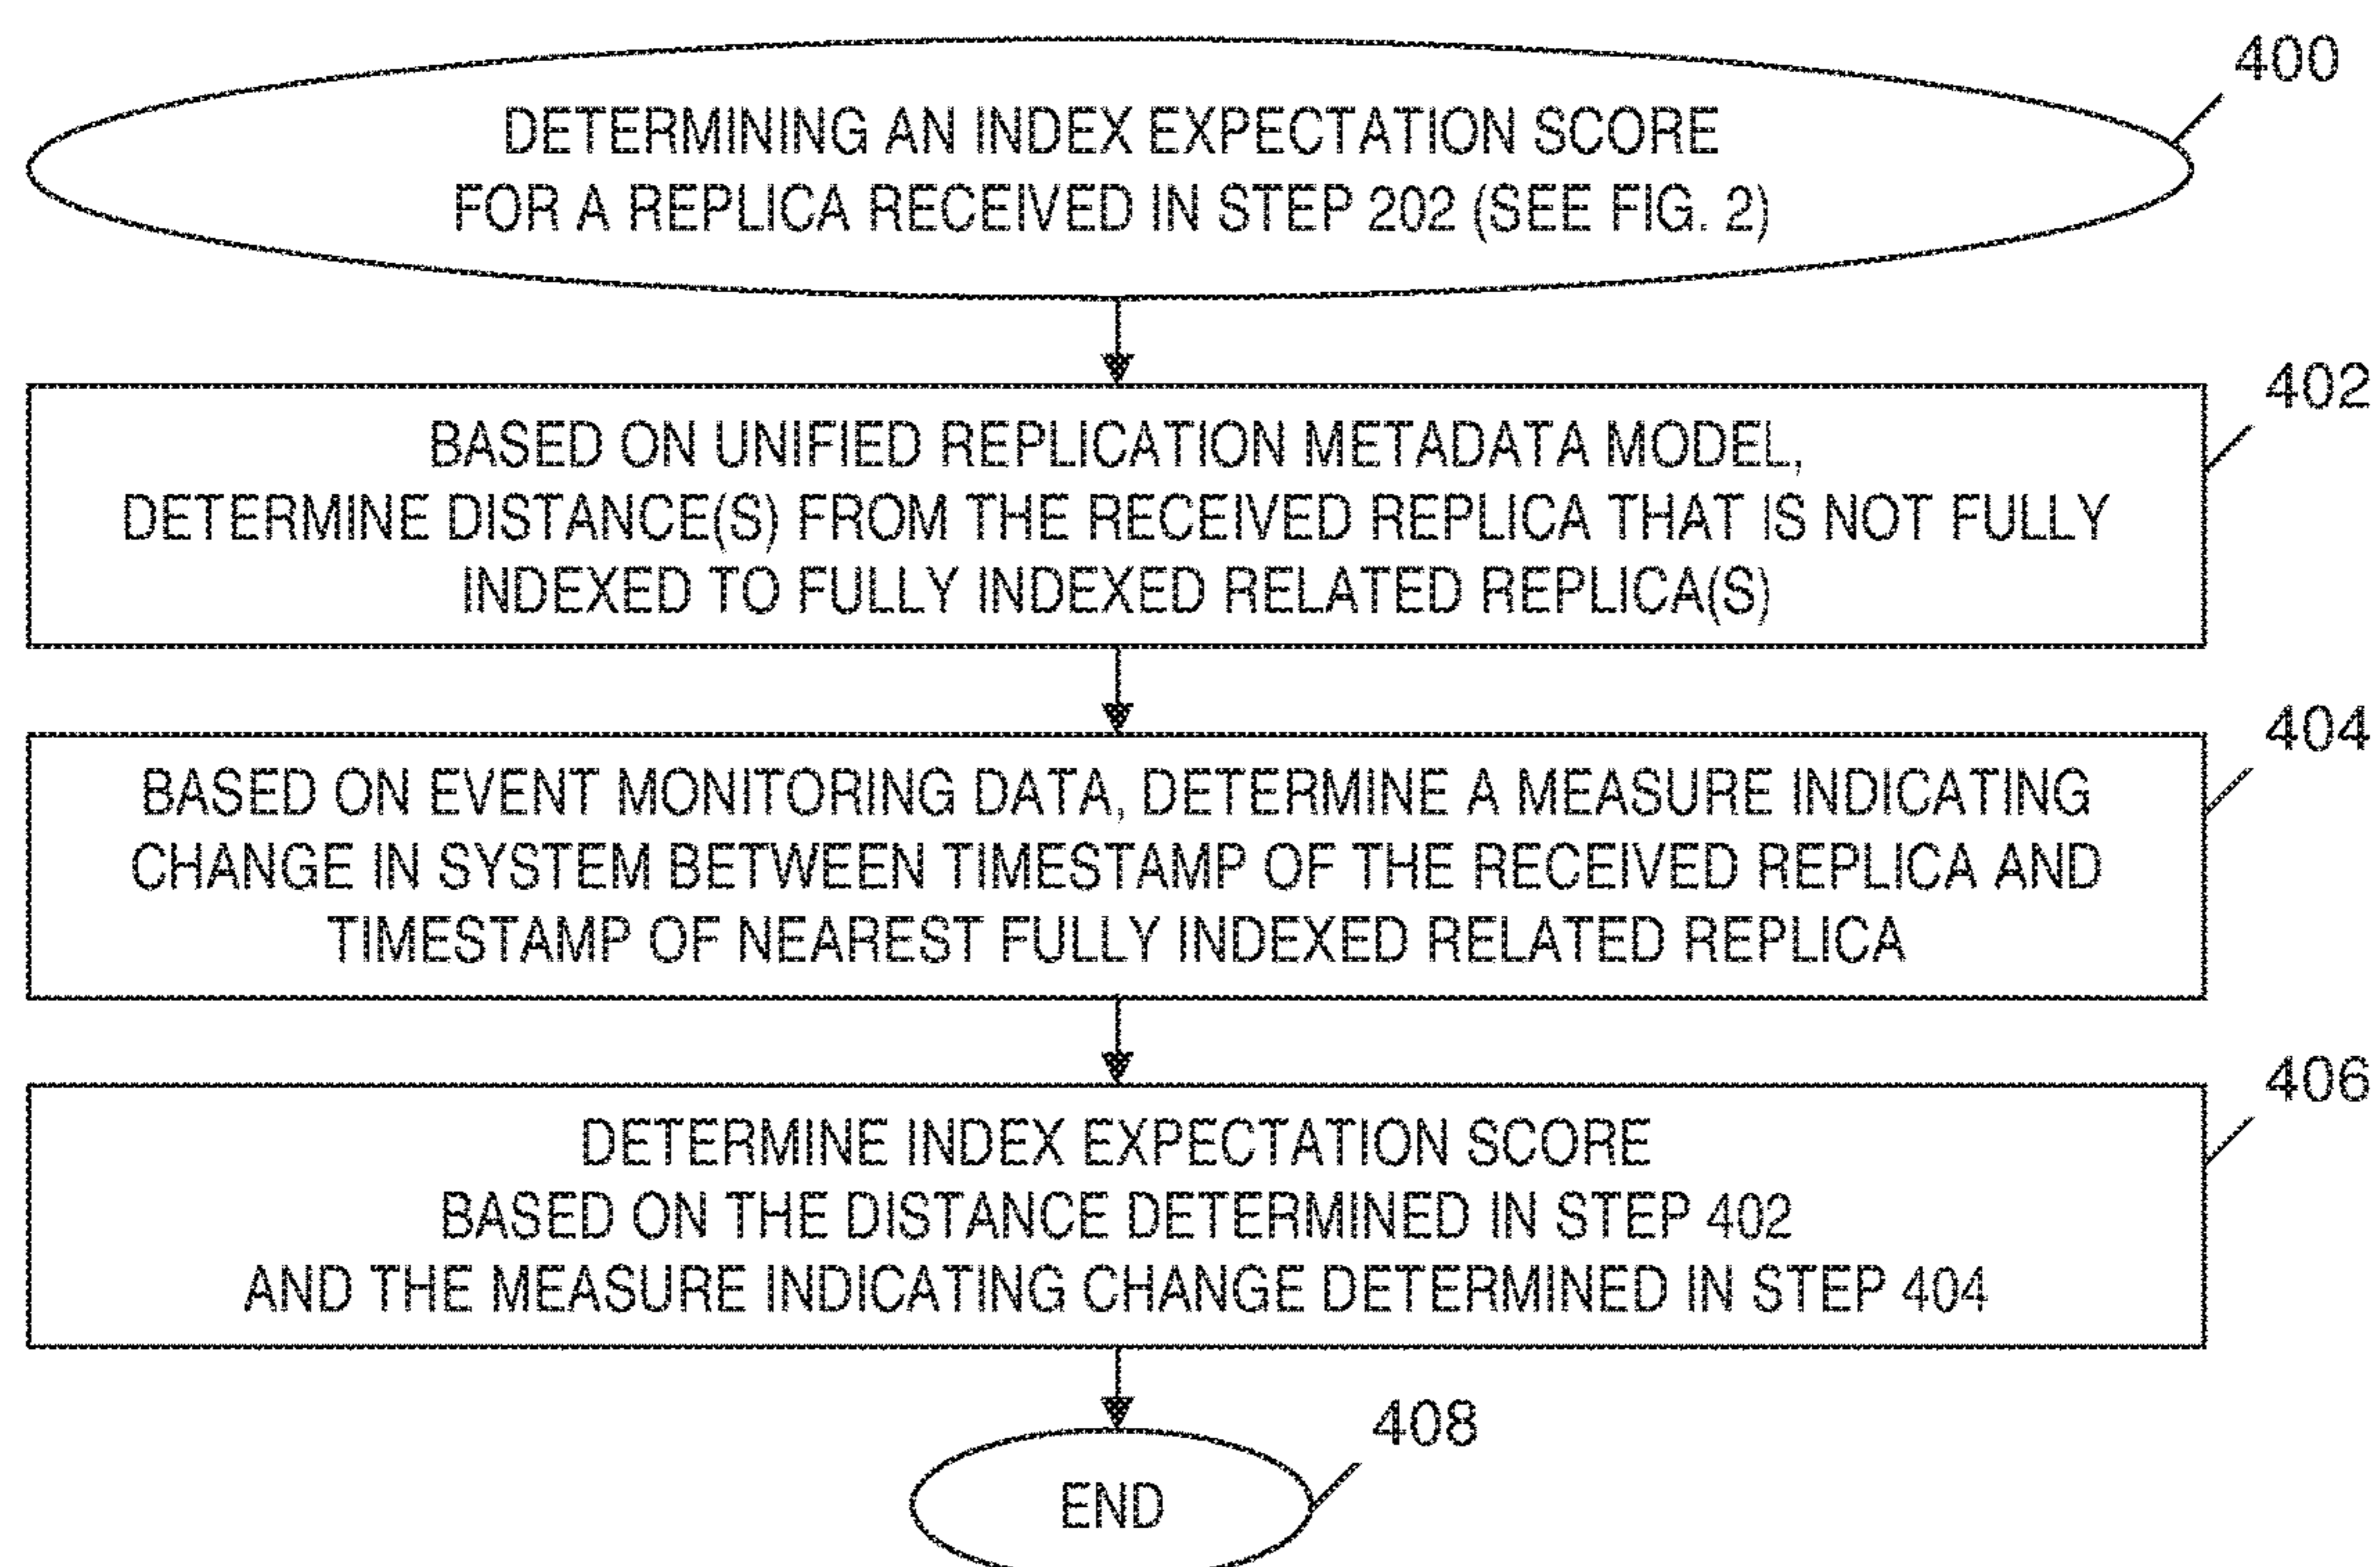 400
DETERMINING AN INDEX EXPECTATION SCORE
FOR A REPLICA RECEIVED IN STEP 202 (SEE FIG. 2)
402
BASED ON UNIFIED REPLICATION METADATA MODEL,
DETERMINE DISTANCE(S) FROM THE RECEIVED REPLICA THAT IS NOT FULLY
INDEXED TO FULLY INDEXED RELATED REPLICA(S)
404
BASED ON EVENT MONITORING DATA, DETERMINE A MEASURE INDICATING
CHANGE IN SYSTEM BETWEEN TIMESTAMP OF THE RECEIVED REPLICA AND
TIMESTAMP OF NEAREST FULLY INDEXED RELATED REPLICA
406
DETERMINE INDEX EXPECTATION SCORE
BASED ON THE DISTANCE DETERMINED IN STEP 402
AND THE MEASURE INDICATING CHANGE DETERMINED IN STEP 404
408
END